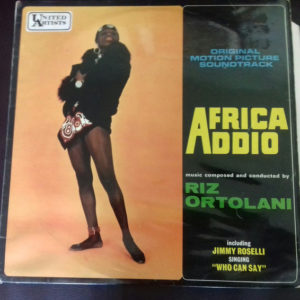 UNITED
ARTISTS
ORIGINAL
MOTION PICTURE
SOUNDTRACK
AFRICA
ADDIO
music composed and conducted by
RIZ
ORTOLANI
including
JIMMY ROSELLI
SINGING
"WHO CAN SAY"